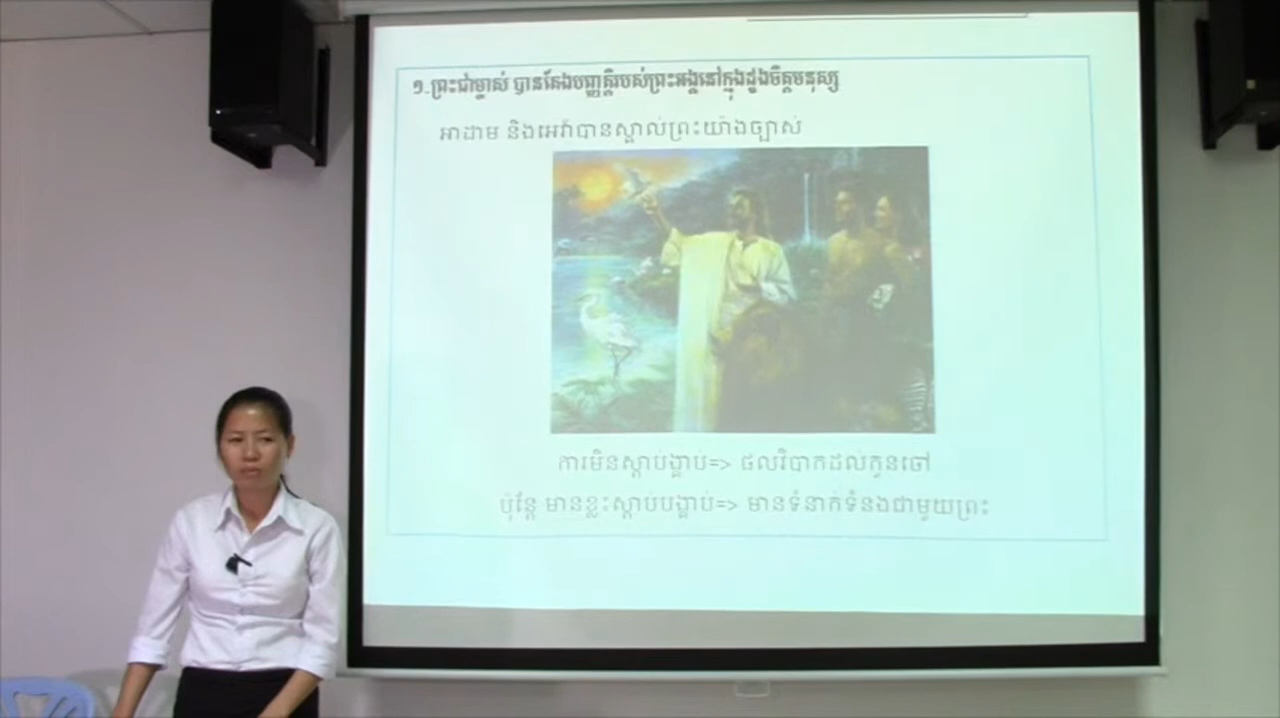 ១.ព្រះជាម្ចាស់ បានតែងបញ្ញត្តិរបស់ព្រះអង្គនៅក្នុងដួងចិត្តមនុស្ស
អាដាម និងអេវ៉ាបានស្គាល់ព្រះយ៉ាងច្បាស់
ការមិនស្ដាប់ង្គាប់=> ផលវិបាកដល់កូនចៅ
ប៉ុន្តែ មានខ្លះស្ដាប់បង្គាប់=> មានទំនាក់ទំនងជាមួយព្រះ